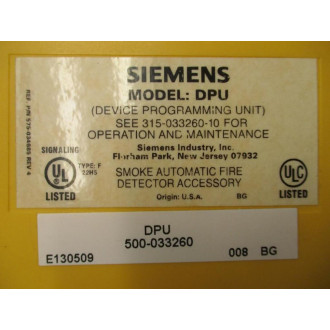 SIEMENS
MODEL: DPU
(DEVICE PROGRAMMING UNIT)
SEE 315-033260-10 FOR
OPERATION AND MAINTENANCE
Siemens Industry, Inc.
Florham Park, New Jersey 07932
SIGNALING
UL
LISTED
SMOKE AUTOMATIC FIRE
DETECTOR ACCESSORY
Origin: U.S.A. BG
ULC
LISTED
DPU
500-033260
E130509 008 BG